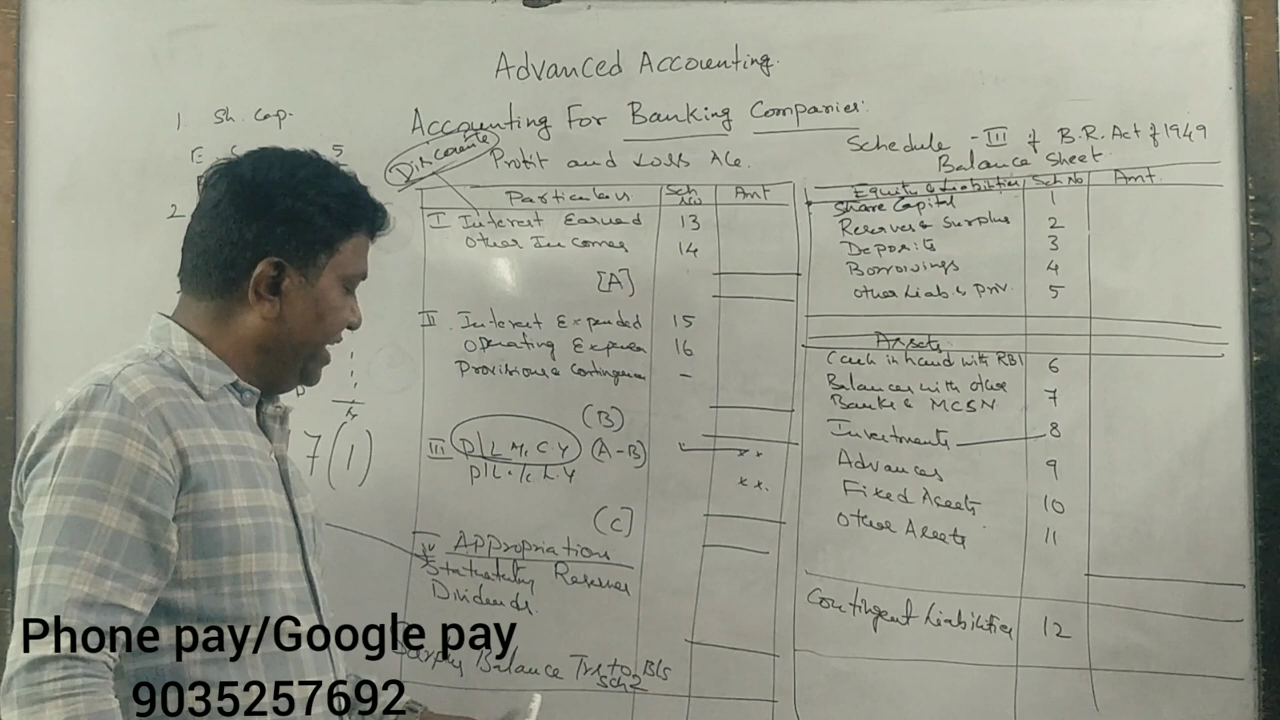 Advanced Accounting.
Accounting For Banking Companies:
1 Sh. Cap.
5
2
7(1)
Discounts
Profit and Loss A/c.
Particulars Sch No Amt
I Interest Earned 13
Other Incomes 14
[A]
II. Interest Expended 15
Operating Expenses 16
Provisions & Contingencies -
(B)
III P/L M. C. Y (A-B) x x
P/L. A/c L.Y x x.
(C]
IV Appropriation
Statutatory Reserves
Dividends.
Balance Trs to B/s
Sch 2
Schedule - III of B.R. Act of 1949
Balance Sheet.
Equity & Liabilities Sch No Amt.
Share Capital 1
Reserves & Surplus 2
Deposits 3
Borrowings 4
Other Liab & Prov. 5
Assets
Cash in hand with RBI 6
Balances with other
Banks & MCSN 7
Investments 8
Advances 9
Fixed Assets 10
Other Assets 11
Contingent Liabilities 12
Phone pay/Google pay
9035257692